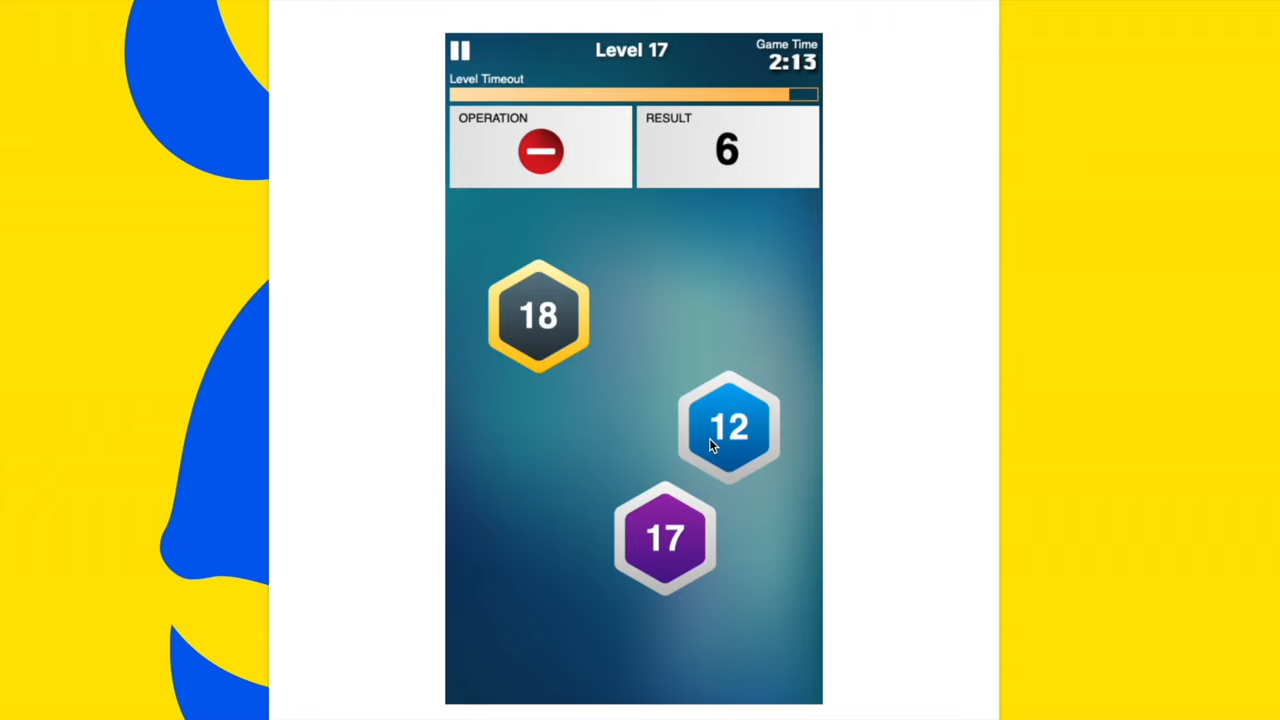 Level 17
Game Time
2:13
Level Timeout
OPERATION
RESULT
6
18
12
17